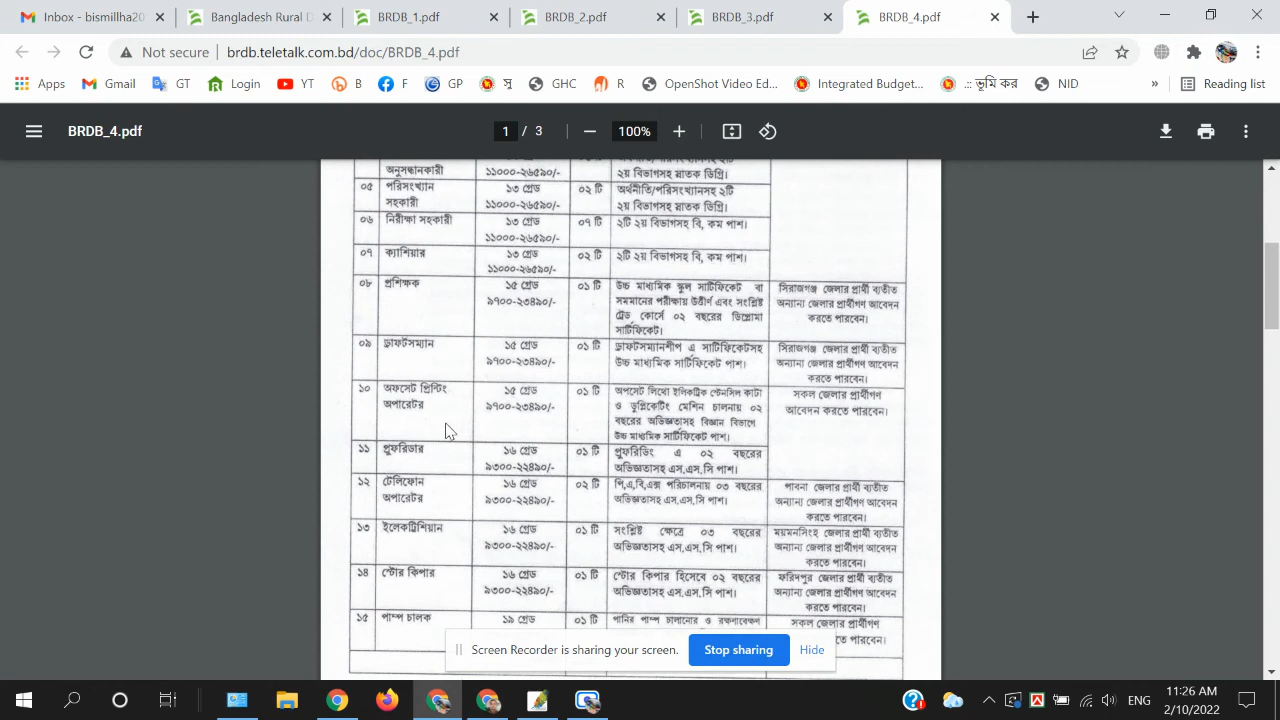 Inbox - bismillha20
Bangladesh Rural D
BRDB_1.pdf
BRDB_2.pdf
BRDB_3.pdf
BRDB_4.pdf
Not secure
brdb.teletalk.com.bd/doc/BRDB_4.pdf
Apps
Gmail
GT
Login
YT
B
F
GP
সু
GHC
R
OpenShot Video Ed...
Integrated Budget...
.:: ভূমি কর
NID
»
Reading list
BRDB_4.pdf
1 / 3
100%
অনুসন্ধানকারী
১১০০০-২৬৫৯০/-
২য় বিভাগসহ স্নাতক ডিগ্রি।
০৫ পরিসংখ্যান ১৩ গ্রেড ০২ টি অর্থনীতি/পরিসংখ্যানসহ ২টি
সহকারী ১১০০০-২৬৫৯০/- ২য় বিভাগসহ স্নাতক ডিগ্রি।
০৬ নিরীক্ষা সহকারী ১৩ গ্রেড ০৭ টি ২টি ২য় বিভাগসহ বি, কম পাশ।
১১০০০-২৬৫৯০/-
০৭ ক্যাশিয়ার ১৩ গ্রেড ০২ টি ২টি ২য় বিভাগসহ বি, কম পাশ।
১১০০০-২৬৫৯০/-
০৮ প্রশিক্ষক ১৫ গ্রেড ০১ টি উচ্চ মাধ্যমিক স্কুল সার্টিফিকেট বা সিরাজগঞ্জ জেলার প্রার্থী ব্যতীত
৯৭০০-২৩৪৯০/- সমমানের পরীক্ষায় উত্তীর্ণ এবং সংশ্লিষ্ট অন্যান্য জেলার প্রার্থীগণ আবেদন
ট্রেড কোর্সে ০২ বছরের ডিপ্লোমা করতে পারবেন।
সার্টিফিকেট।
০৯ ড্রাফটসম্যান ১৫ গ্রেড ০১ টি ড্রাফটসম্যানশীপ এ সার্টিফিকেটসহ সিরাজগঞ্জ জেলার প্রার্থী ব্যতীত
৯৭০০-২৩৪৯০/- উচ্চ মাধ্যমিক সার্টিফিকেট পাশ। অন্যান্য জেলার প্রার্থীগণ আবেদন
করতে পারবেন।
১০ অফসেট প্রিন্টিং ১৫ গ্রেড ০১ টি অপসেট লিথো ইলেকট্রিক স্টেনসিল কাটা সকল জেলার প্রার্থীগণ
অপারেটর ৯৭০০-২৩৪৯০/- ও ডুপ্লিকেটিং মেশিন চালনায় ০২ আবেদন করতে পারবেন।
বছরের অভিজ্ঞতাসহ বিজ্ঞান বিভাগে
উচ্চ মাধ্যমিক সার্টিফিকেট পাশ।
১১ প্রুফরিডার ১৬ গ্রেড ০১ টি প্রুফরিডিং এ ০২ বছরের
৯৩০০-২২৪৯০/- অভিজ্ঞতাসহ এস.এস.সি পাশ।
১২ টেলিফোন ১৬ গ্রেড ০২ টি পি,এ,বি,এক্স পরিচালনায় ০৩ বছরের পাবনা জেলার প্রার্থী ব্যতীত
অপারেটর ৯৩০০-২২৪৯০/- অভিজ্ঞতাসহ এস.এস.সি পাশ। অন্যান্য জেলার প্রার্থীগণ আবেদন
করতে পারবেন।
১৩ ইলেকট্রিশিয়ান ১৬ গ্রেড ০১ টি সংশ্লিষ্ট ক্ষেত্রে ০৩ বছরের ময়মনসিংহ জেলার প্রার্থী ব্যতীত
৯৩০০-২২৪৯০/- অভিজ্ঞতাসহ এস.এস.সি পাশ। অন্যান্য জেলার প্রার্থীগণ আবেদন
করতে পারবেন।
১৪ স্টোর কিপার ১৬ গ্রেড ০১ টি স্টোর কিপার হিসেবে ০২ বছরের ফরিদপুর জেলার প্রার্থী ব্যতীত
৯৩০০-২২৪৯০/- অভিজ্ঞতাসহ এস.এস.সি পাশ। অন্যান্য জেলার প্রার্থীগণ আবেদন
করতে পারবেন।
১৫ পাম্প চালক ১৯ গ্রেড ০১ টি পানির পাম্প চালানোর ও রক্ষণাবেক্ষণ সকল জেলার প্রার্থীগণ
পারবেন।
Screen Recorder is sharing your screen.
Stop sharing
Hide
ENG
11:26 AM
2/10/2022